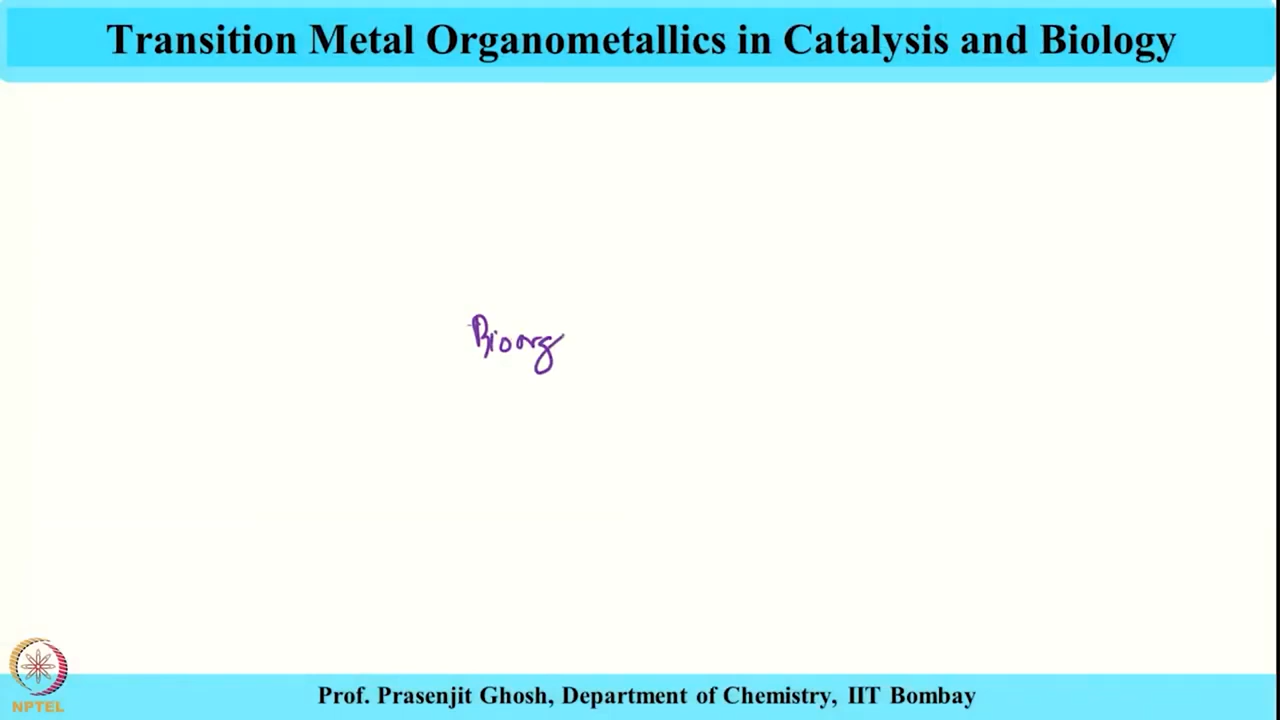 Transition Metal Organometallics in Catalysis and Biology
Bioorg
NPTEL
Prof. Prasenjit Ghosh, Department of Chemistry, IIT Bombay